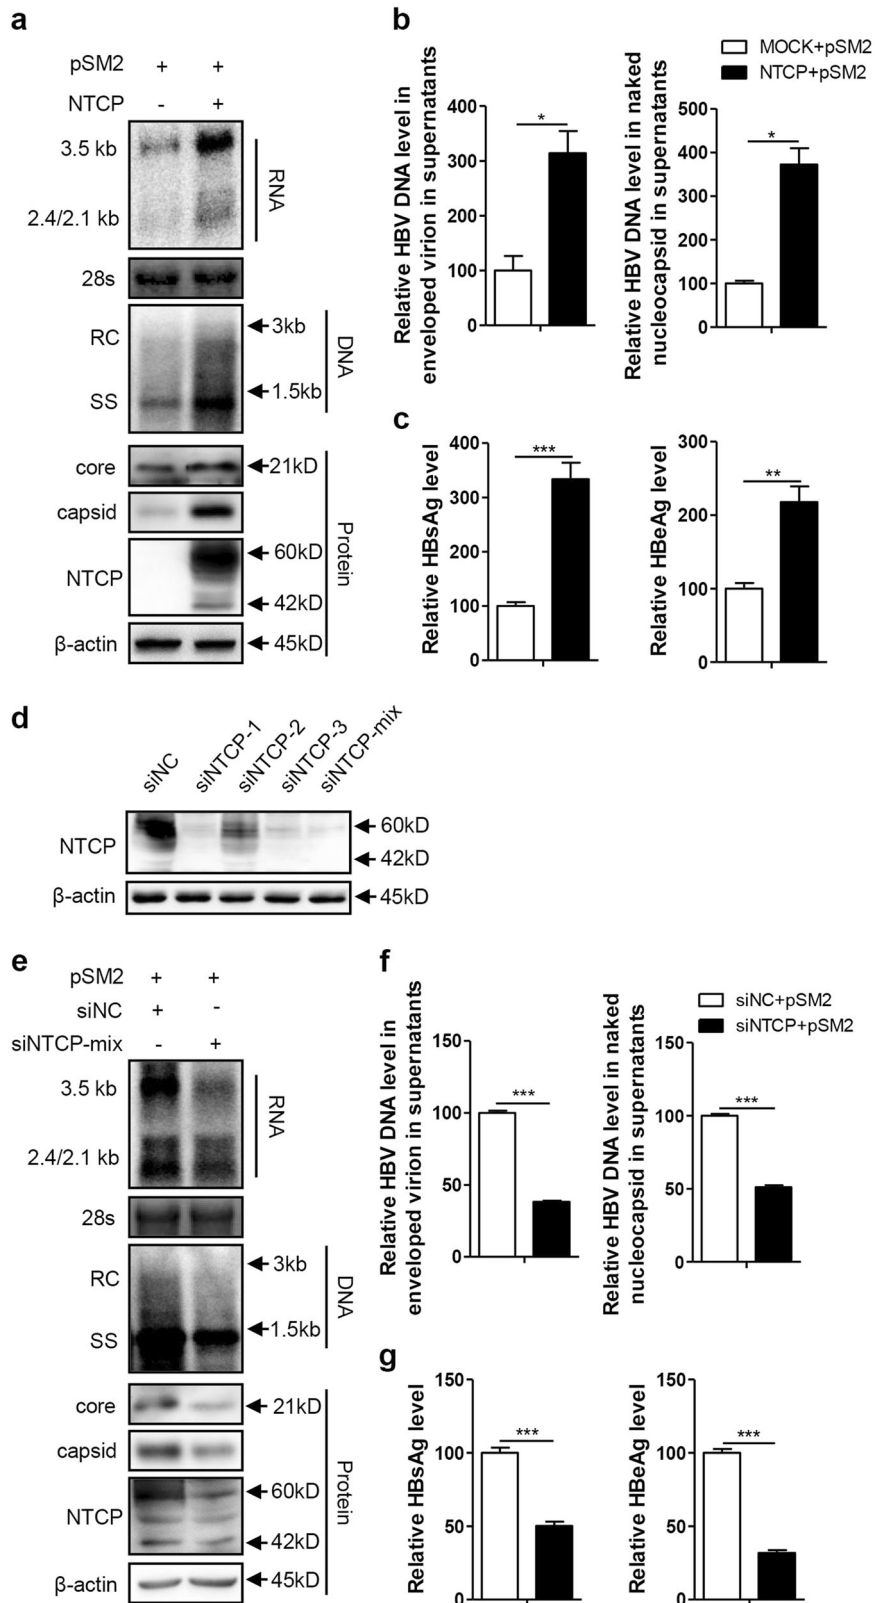 a
pSM2 + +
NTCP - +
3.5 kb
2.4/2.1 kb
RNA
28s
RC
SS
3kb
1.5kb
DNA
core
21kD
capsid
NTCP
60kD
42kD
β-actin
45kD
Protein
b
MOCK+pSM2
NTCP+pSM2
Relative HBV DNA level in
enveloped virion in supernatants
400
300
200
100
0
*
Relative HBV DNA level in naked
nucleocapsid in supernatants
500
400
300
200
100
0
*
c
Relative HBsAg level
400
300
200
100
0
***
Relative HBeAg level
300
200
100
0
**
d
siNC
siNTCP-1
siNTCP-2
siNTCP-3
siNTCP-mix
NTCP
60kD
42kD
β-actin
45kD
e
pSM2 + +
siNC + -
siNTCP-mix - +
3.5 kb
2.4/2.1 kb
RNA
28s
RC
SS
3kb
1.5kb
DNA
core
21kD
capsid
NTCP
60kD
42kD
β-actin
45kD
Protein
f
siNC+pSM2
siNTCP+pSM2
Relative HBV DNA level in
enveloped virion in supernatants
150
100
50
0
***
Relative HBV DNA level in naked
nucleocapsid in supernatants
150
100
50
0
***
g
Relative HBsAg level
150
100
50
0
***
Relative HBeAg level
150
100
50
0
***